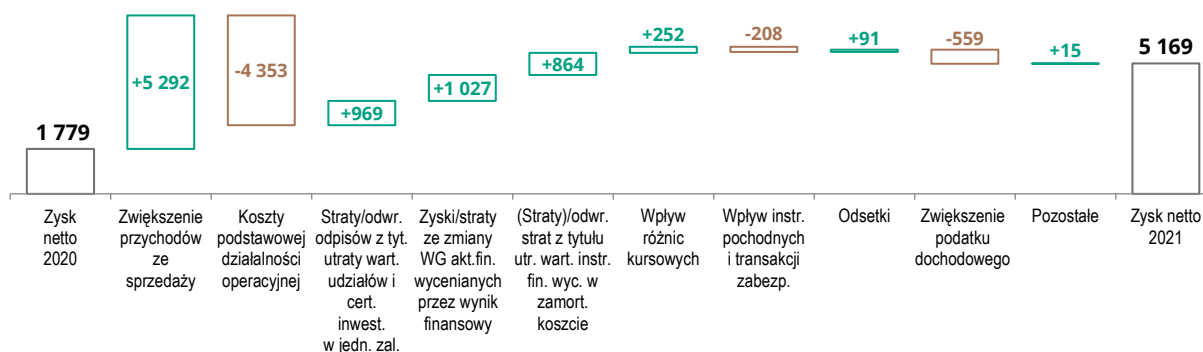 1 779
+5 292
-4 353
+969
+1 027
+864
+252
-208
+91
-559
+15
5 169
Zysk
netto
2020
Zwiększenie
przychodów
ze
sprzedaży
Koszty
podstawowej
działalności
operacyjnej
Straty/odwr.
odpisów z tyt.
utraty wart.
udziałów i
cert.
inwest.
w jedn. zal.
Zyski/straty
ze zmiany
WG akt.fin.
wycenianych
przez wynik
finansowy
(Straty)/odwr.
strat z tytułu
utr. wart. instr.
fin. wyc. w
zamort.
koszcie
Wpływ
różnic
kursowych
Wpływ instr.
pochodnych
i transakcji
zabezp.
Odsetki
Zwiększenie
podatku
dochodowego
Pozostałe
Zysk netto
2021